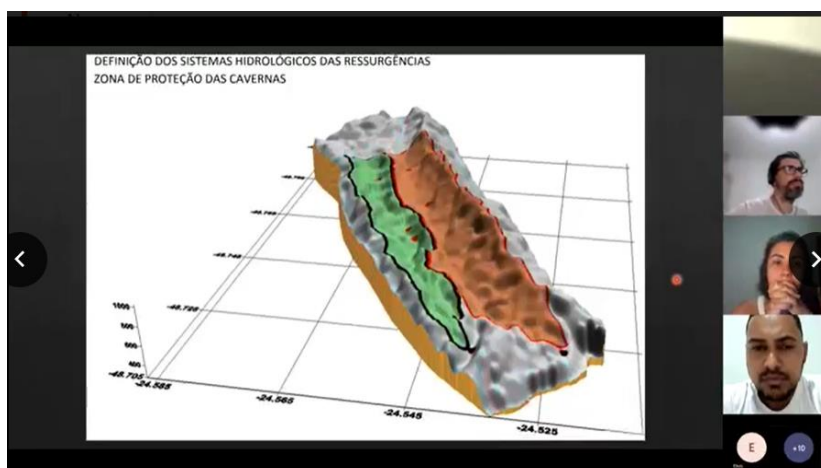 DEFINIÇÃO DOS SISTEMAS HIDROLÓGICOS DAS RESSURGÊNCIAS
ZONA DE PROTEÇÃO DAS CAVERNAS
-48.705
-24.585
-24.565
-24.545
-24.525
E
+10